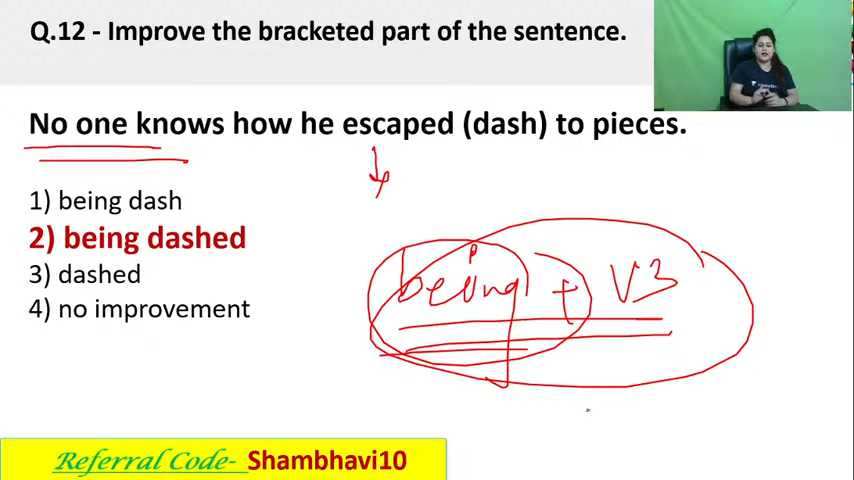 Q.12 - Improve the bracketed part of the sentence.
No one knows how he escaped (dash) to pieces.
1) being dash
2) being dashed
3) dashed
4) no improvement
being + V3
Referral Code- Shambhavi10